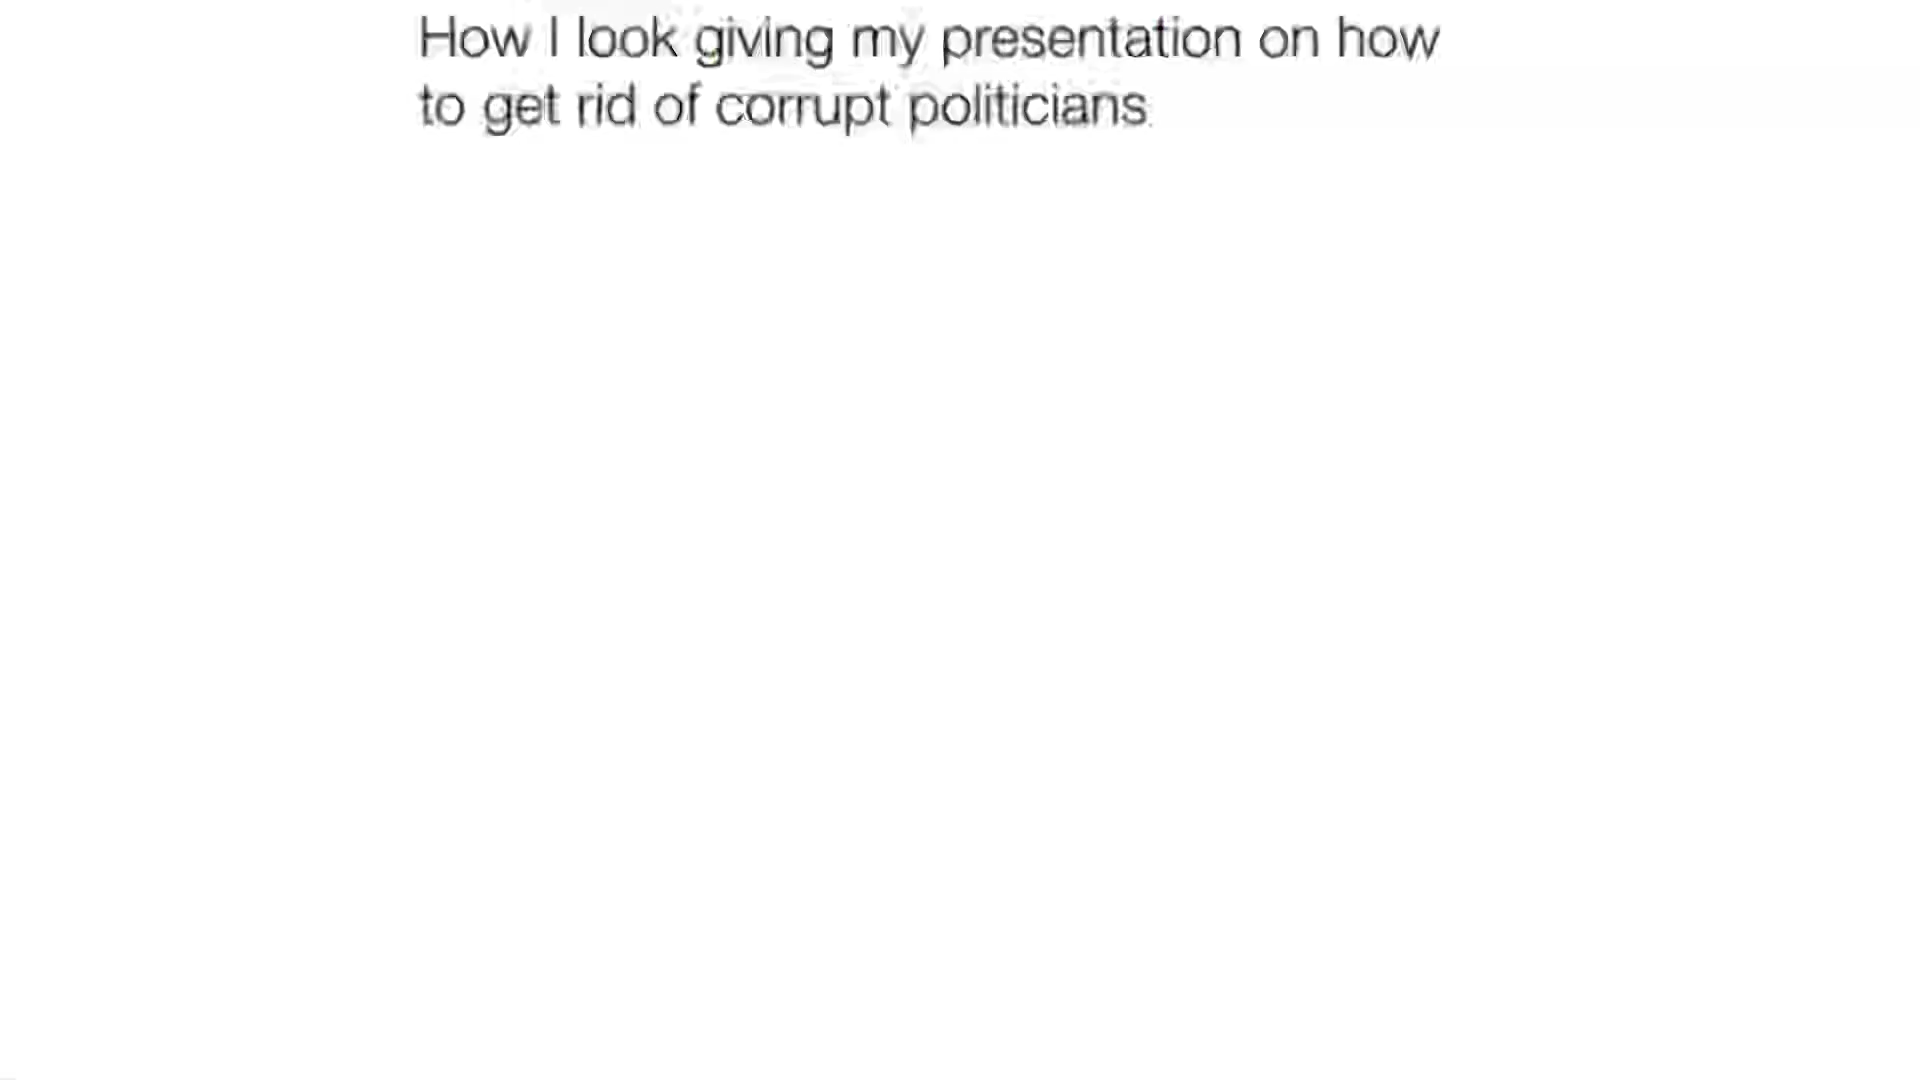 How I look giving my presentation on how
to get rid of corrupt politicians